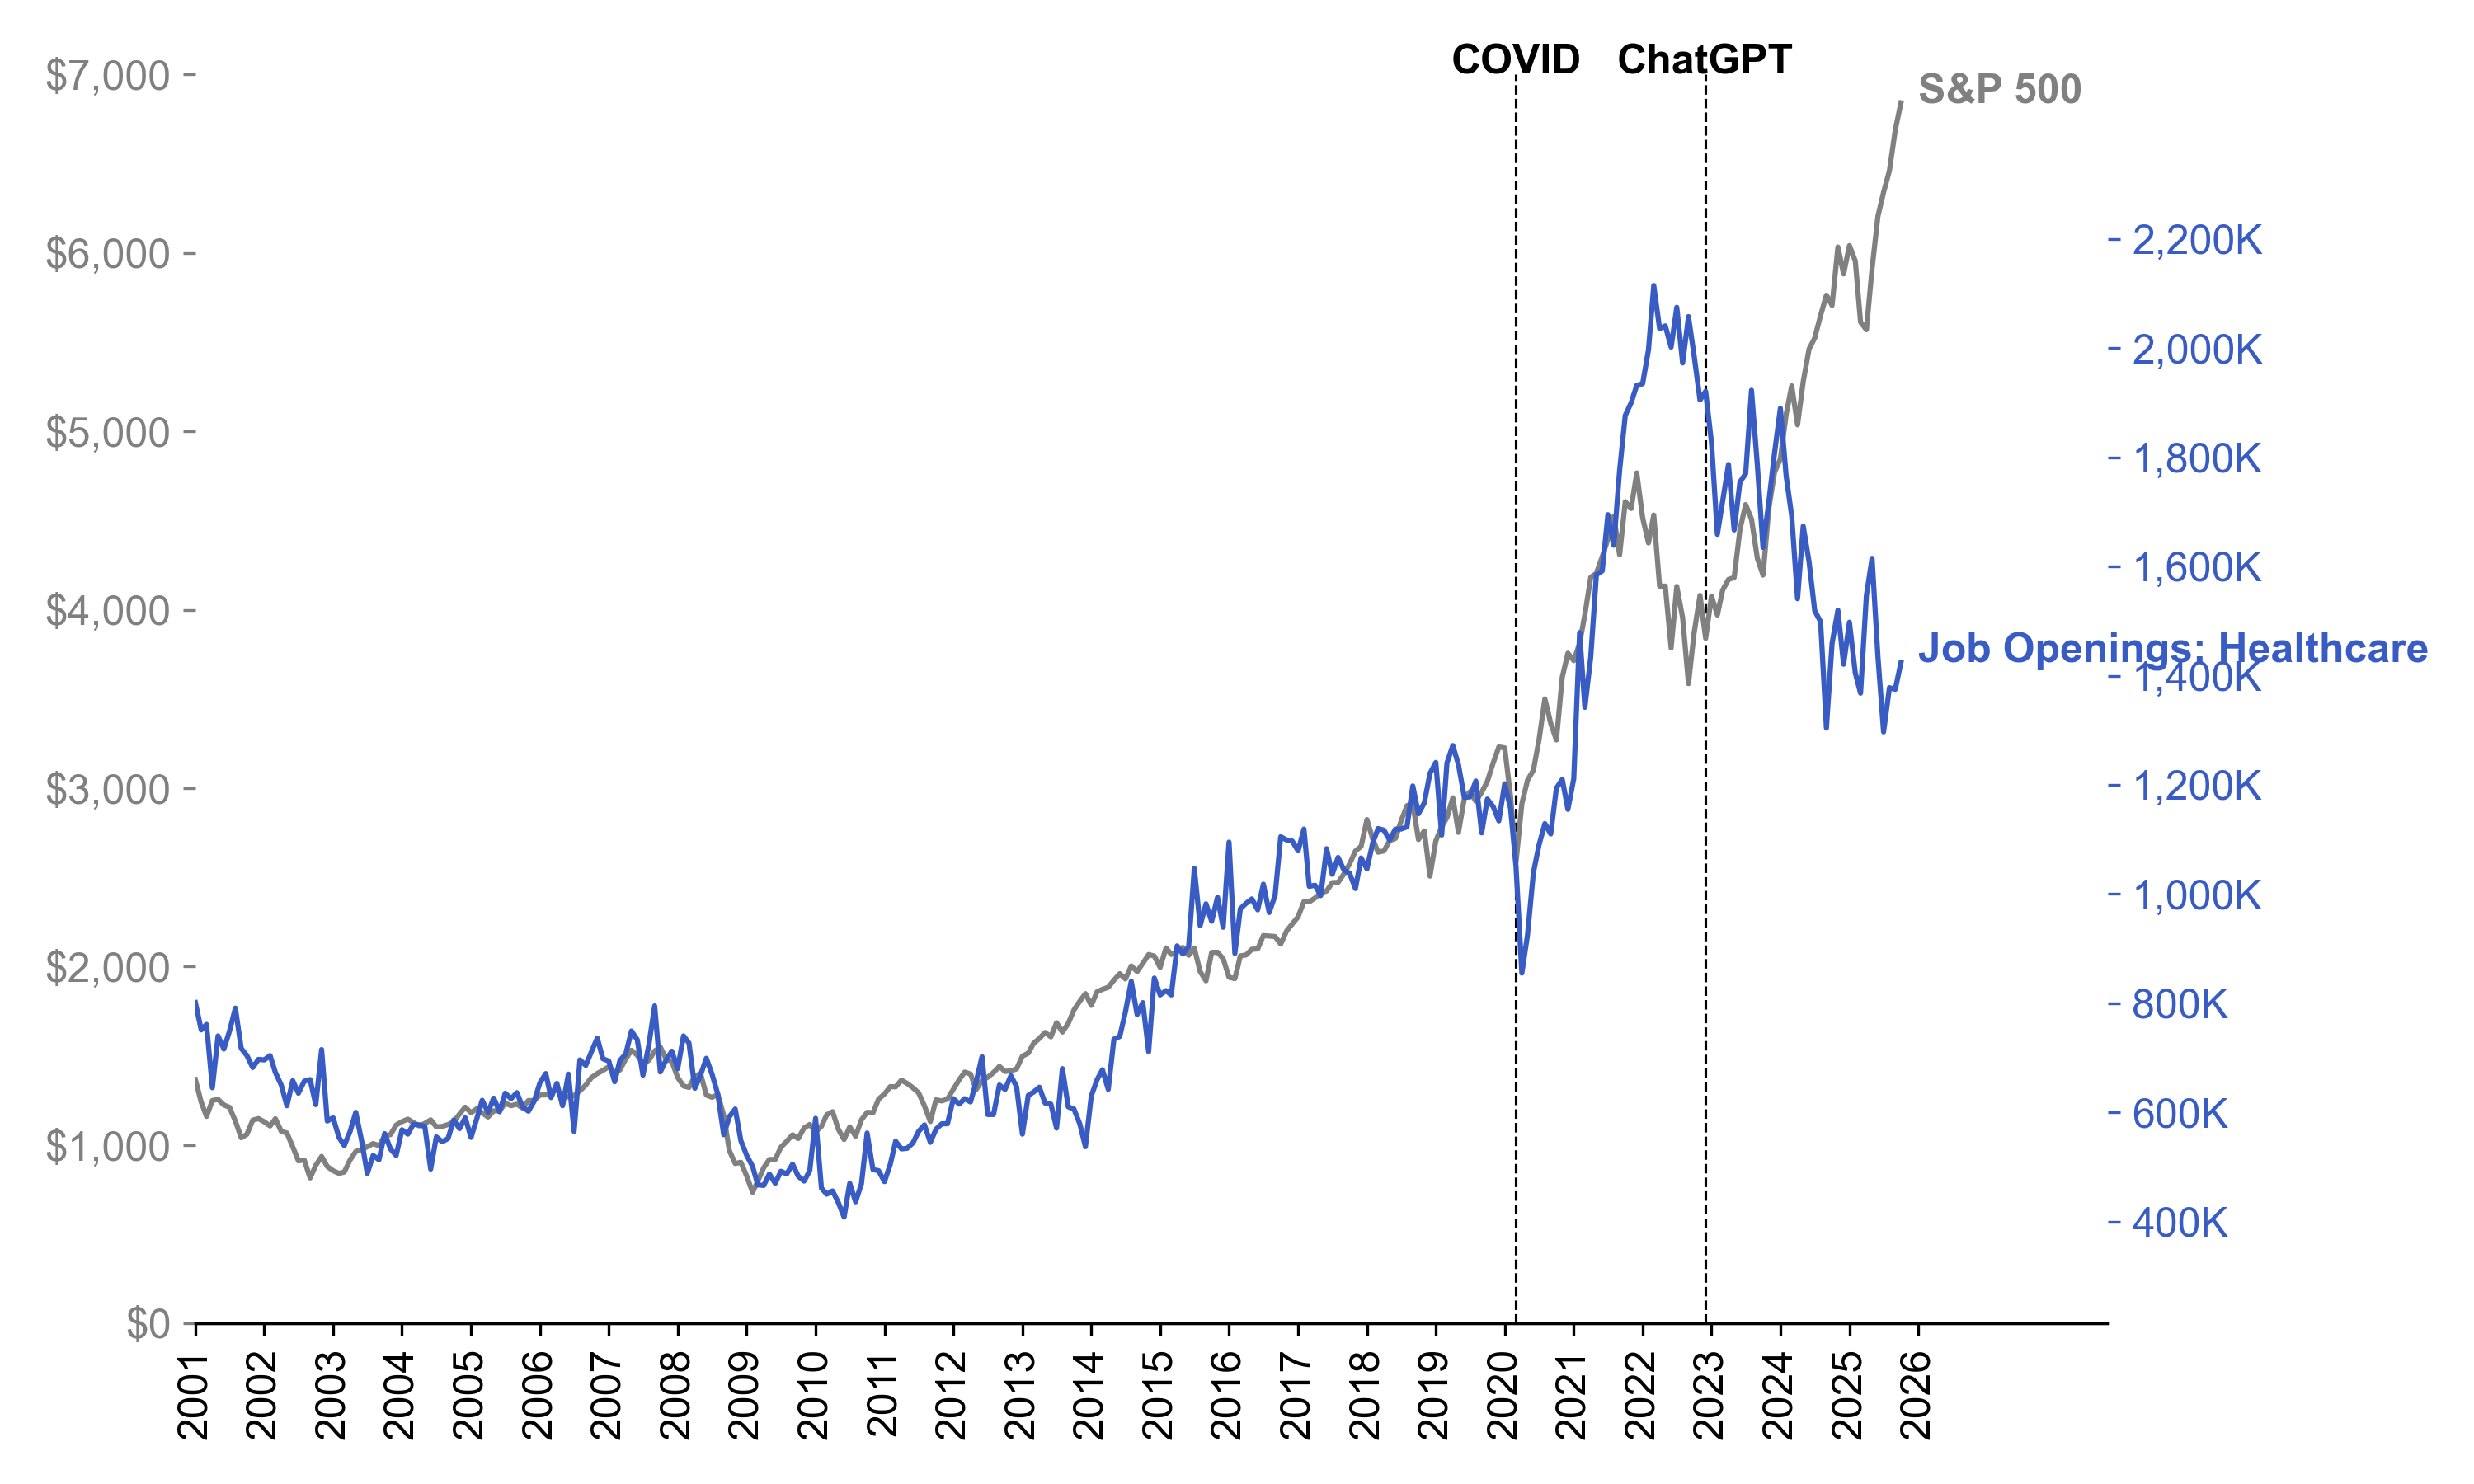 COVID
ChatGPT
$7,000
S&P 500
$6,000
2,200K
2,000K
$5,000
1,800K
1,600K
$4,000
Job Openings: Healthcare
1,400K
$3,000
1,200K
1,000K
$2,000
800K
$1,000
600K
400K
$0
2001
2002
2003
2004
2005
2006
2007
2008
2009
2010
2011
2012
2013
2014
2015
2016
2017
2018
2019
2020
2021
2022
2023
2024
2025
2026